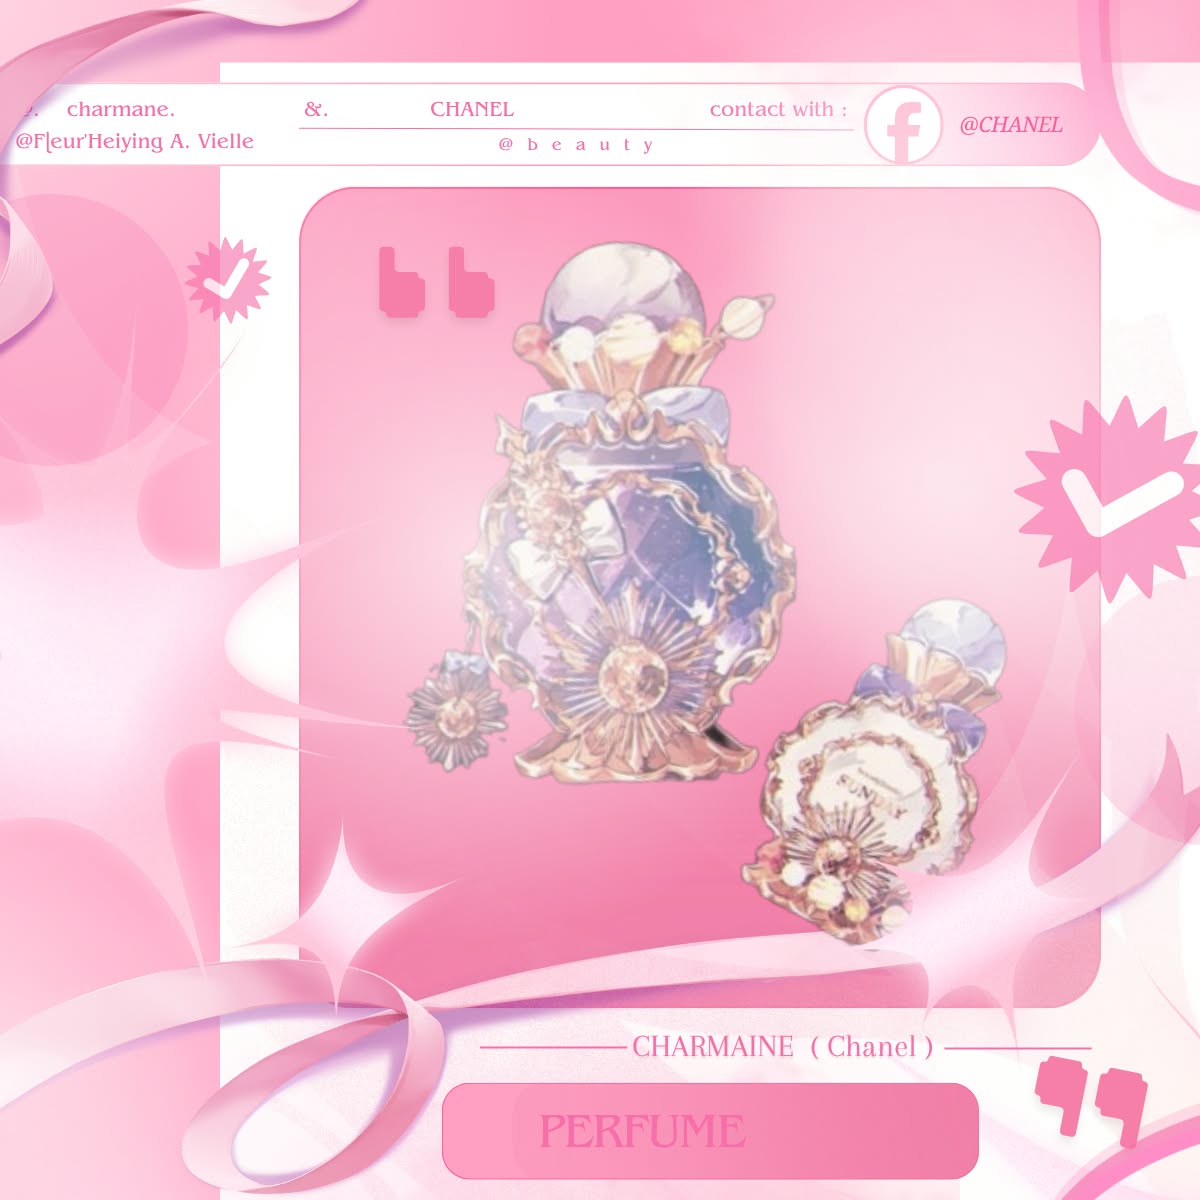 charmane. &. CHANEL contact with : @CHANEL
@Fleur'Heiying A. Vielle @ b e a u t y
CHARMAINE ( Chanel )
PERFUME